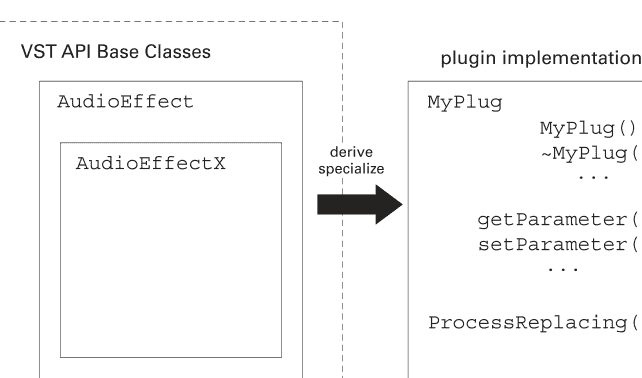 VST API Base Classes
AudioEffect
AudioEffectX
derive
specialize
plugin implementation
MyPlug
MyPlug()
~MyPlug(
...
getParameter(
setParameter(
...
ProcessReplacing(